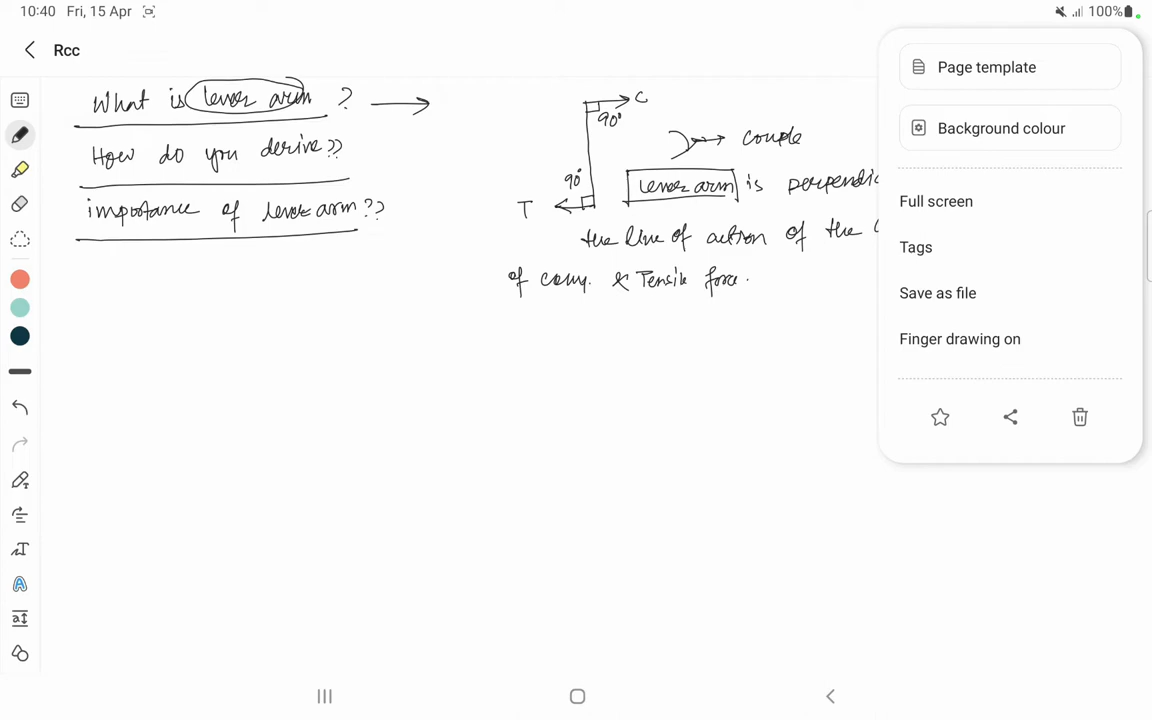 10:40 Fri, 15 Apr
100%
Rcc
What is lever arm ?
How do you derive??
importance of lever arm ??
C
90°
couple
90°
T
lever arm is
the line of action of the
of comp. & Tensile force.
Page template
Background colour
Full screen
Tags
Save as file
Finger drawing on